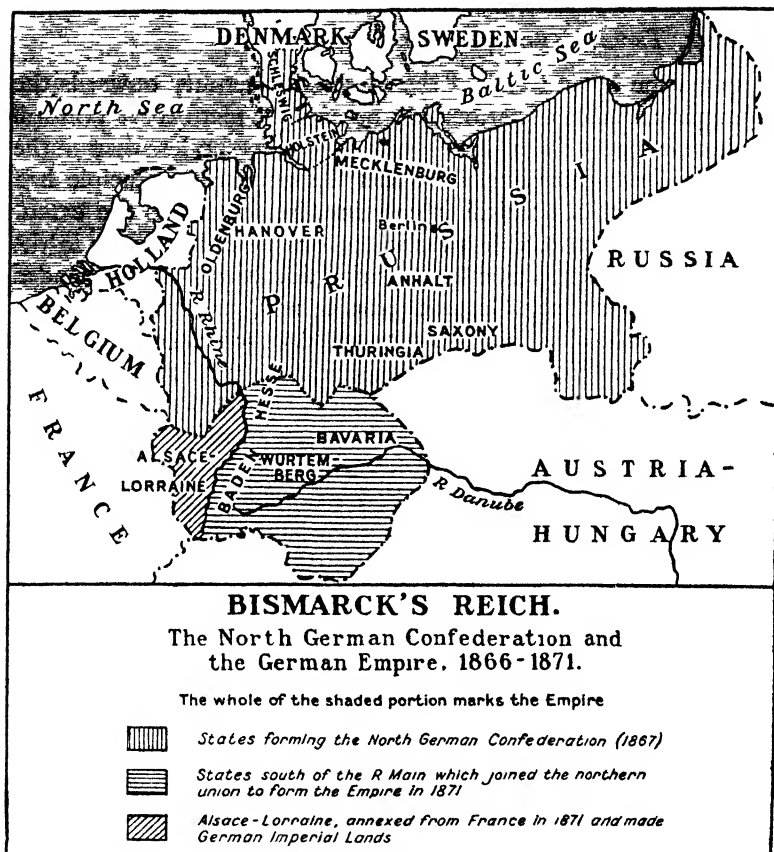 DENMARK
SWEDEN
North Sea
Baltic Sea
SCHLESWIG
HOLSTEIN
MECKLENBURG
PRUSSIA
OLDENBURG
HANOVER
Berlin
HOLLAND
RUSSIA
ANHALT
R Rhine
BELGIUM
SAXONY
THURINGIA
HESSE
FRANCE
ALSACE-
LORRAINE
BAVARIA
WURTEM-
BERG
BADEN
R Danube
AUSTRIA-
HUNGARY
BISMARCK'S REICH.
The North German Confederation and
the German Empire, 1866-1871.
The whole of the shaded portion marks the Empire
States forming the North German Confederation (1867)
States south of the R Main which joined the northern
union to form the Empire in 1871
Alsace-Lorraine, annexed from France in 1871 and made
German Imperial Lands